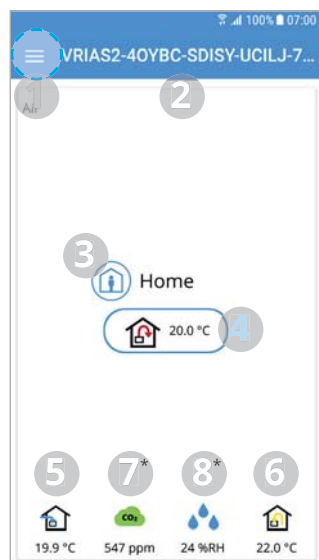 100% 07:00
VRIAS2-4OYBC-SDISY-UCILJ-7...
1
2
Air
3
Home
20.0 °C
4
5
7*
8*
6
CO₂
19.9 °C
547 ppm
24 %RH
22.0 °C